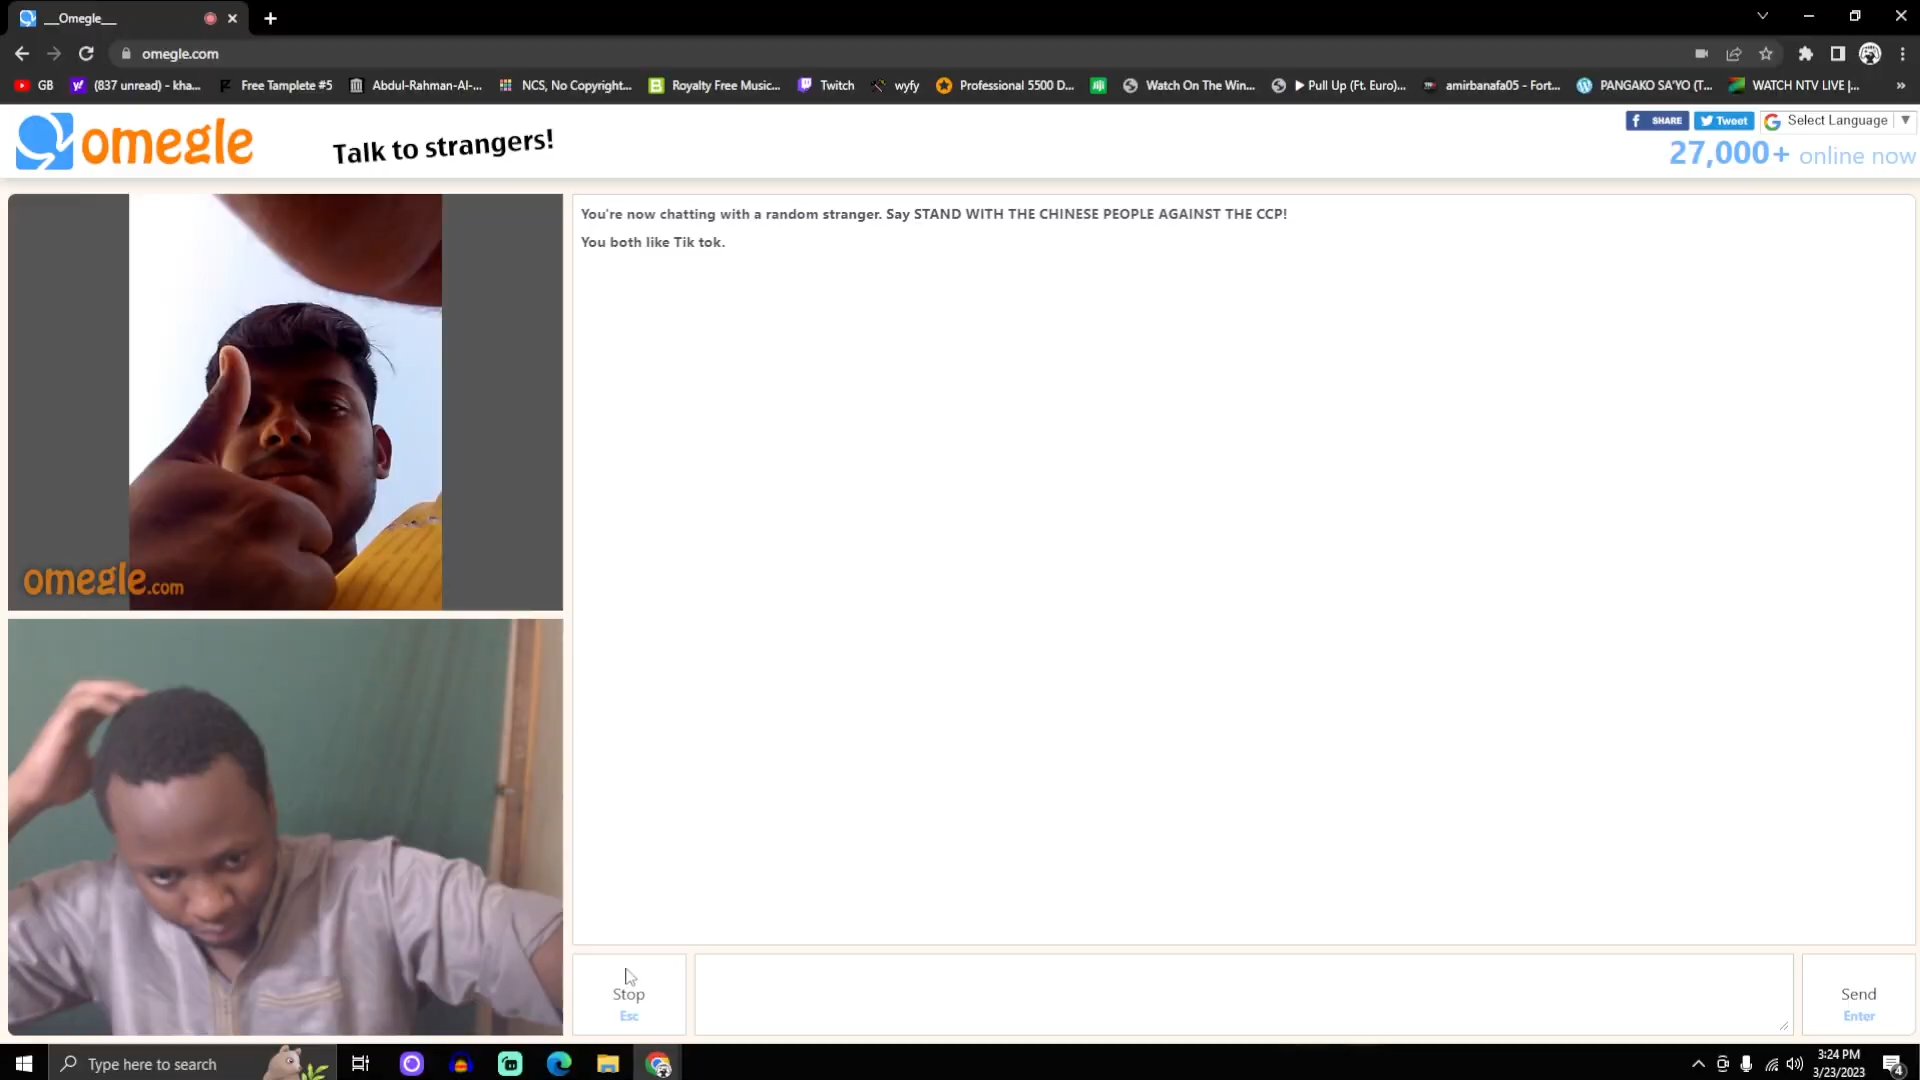 __Omegle__
omegle.com
GB
(837 unread) - kha...
Free Tamplete #5
Abdul-Rahman-Al-...
NCS, No Copyright...
Royalty Free Music...
Twitch
wyfy
Professional 5500 D...
Watch On The Win...
▶ Pull Up (Ft. Euro)...
amirbanafa05 - Fort...
PANGAKO SA'YO (T...
WATCH NTV LIVE |...
»
omegle
Talk to strangers!
SHARE
Tweet
Select Language
27,000+ online now
You're now chatting with a random stranger. Say STAND WITH THE CHINESE PEOPLE AGAINST THE CCP!
You both like Tik tok.
omegle.com
Stop
Esc
Send
Enter
Type here to search
3:24 PM
3/23/2023
4